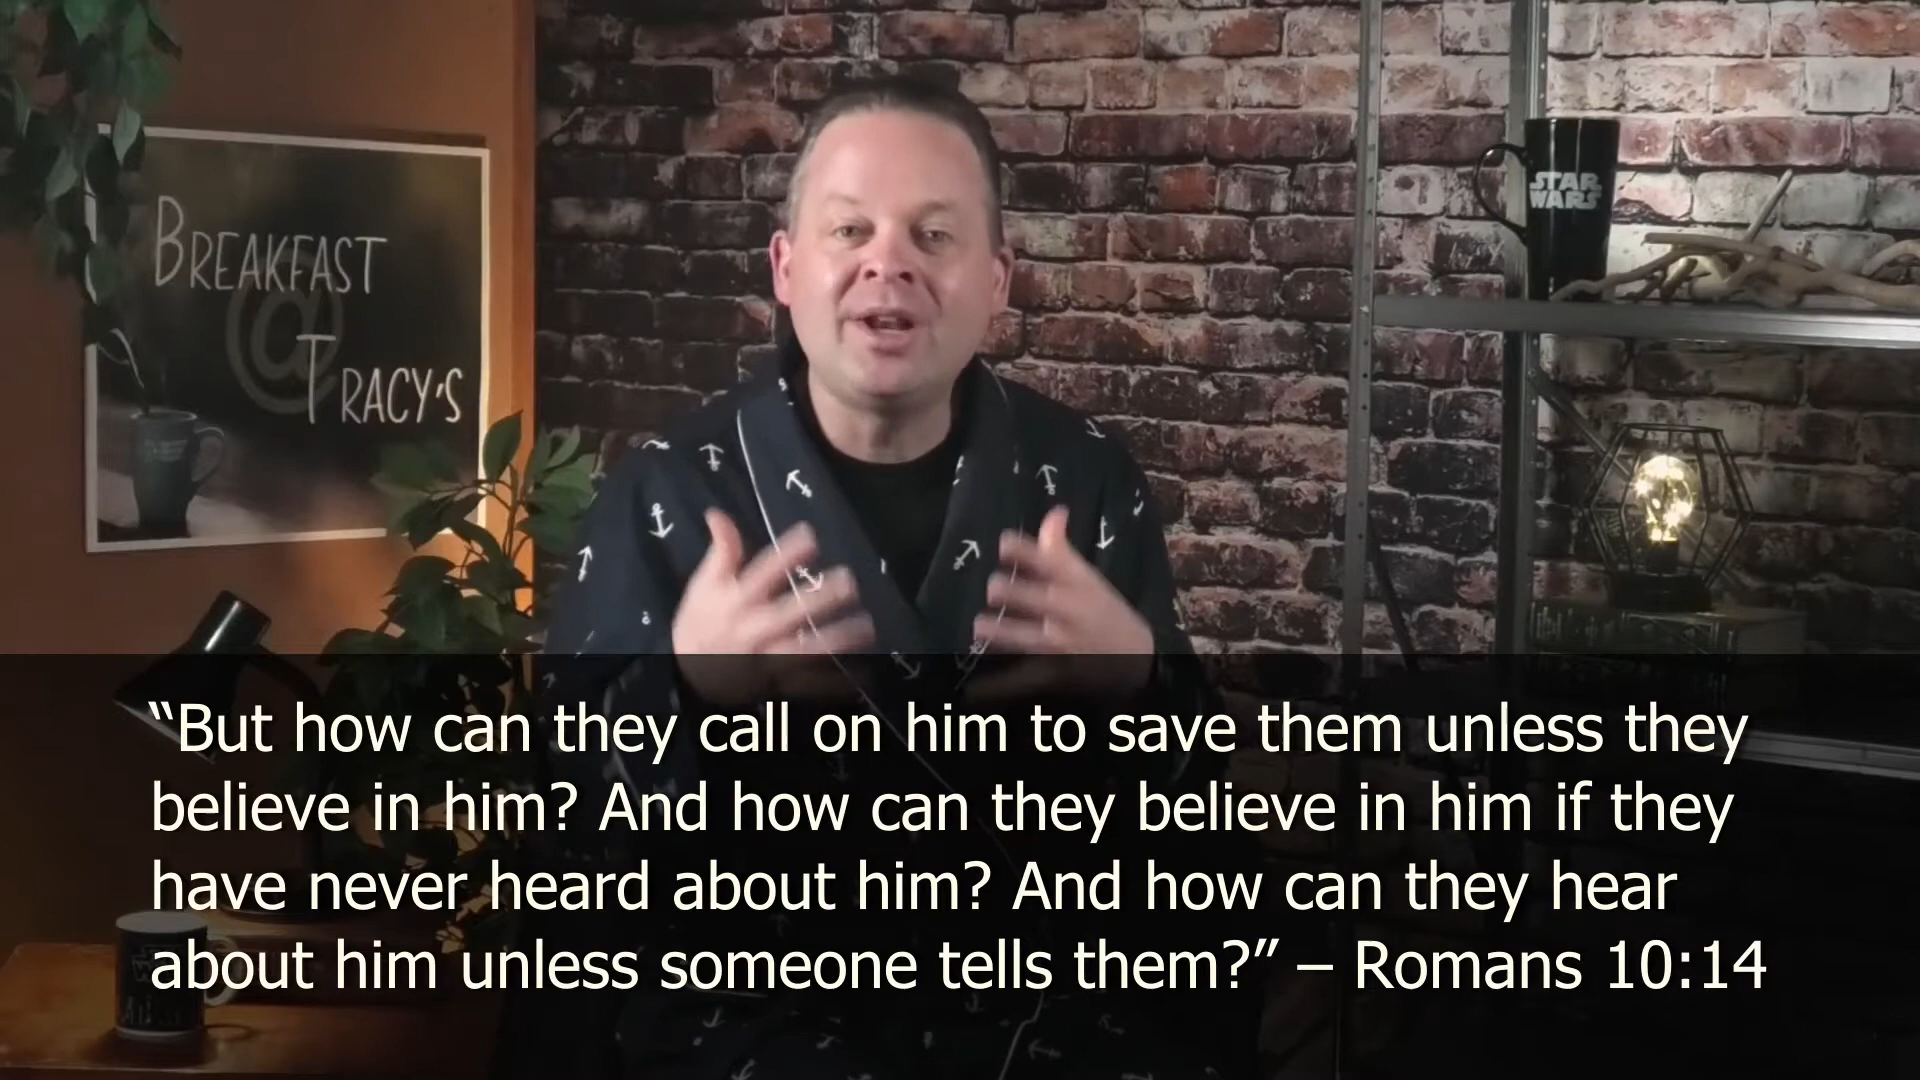 BREAKFAST
@
TRACY'S
STAR
WARS
“But how can they call on him to save them unless they
believe in him? And how can they believe in him if they
have never heard about him? And how can they hear
about him unless someone tells them?” – Romans 10:14